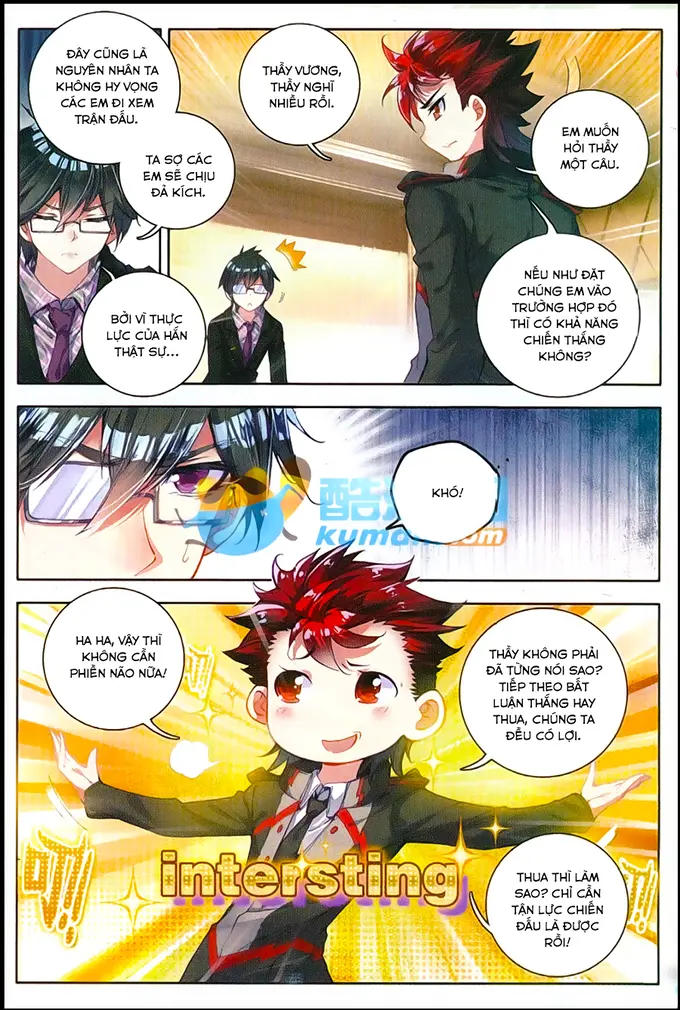 ĐÂY CŨNG LÀ
NGUYÊN NHÂN TA
KHÔNG HY VỌNG
CÁC EM ĐI XEM
TRẬN ĐẤU.
TA SỢ CÁC
EM SẼ CHỊU
ĐẢ KÍCH.
BỞI VÌ THỰC
LỰC CỦA HẮN
THẬT SỰ...
THẦY VƯƠNG,
THẦY NGHĨ
NHIỀU RỒI.
EM MUỐN
HỎI THẦY
MỘT CÂU.
NẾU NHƯ ĐẶT
CHÚNG EM VÀO
TRƯỜNG HỢP ĐÓ
THÌ CÓ KHẢ NĂNG
CHIẾN THẮNG
KHÔNG?
KHÓ!
HA HA, VẬY THÌ
KHÔNG CẦN
PHIỀN NÃO NỮA!
THẦY KHÔNG PHẢI
ĐÃ TỪNG NÓI SAO?
TIẾP THEO BẤT
LUẬN THẮNG HAY
THUA, CHÚNG TA
ĐỀU CÓ LỢI.
叮!!
intersting
THUA THÌ LÀM
SAO? CHỈ CẦN
TẬN LỰC CHIẾN
ĐẤU LÀ ĐƯỢC
RỒI!